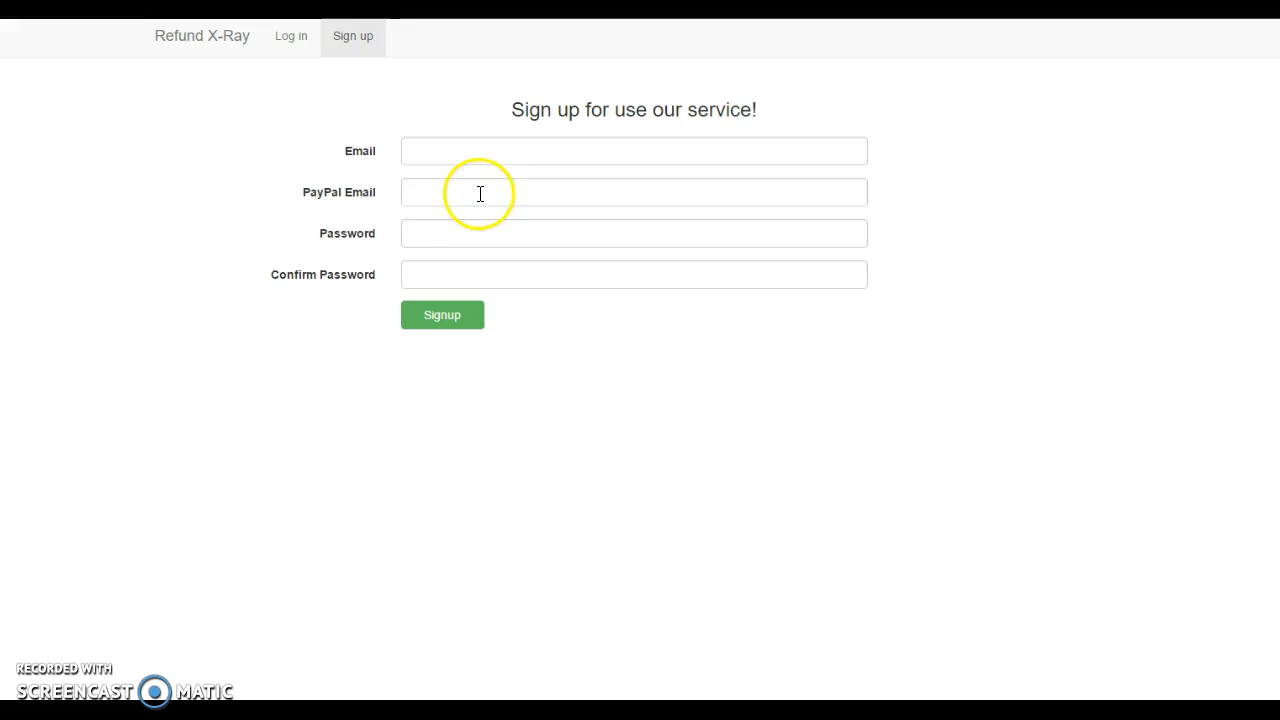 Refund X-Ray Log in Sign up
Sign up for use our service!
Email
PayPal Email
Password
Confirm Password
Signup
RECORDED WITH
SCREENCAST MATIC